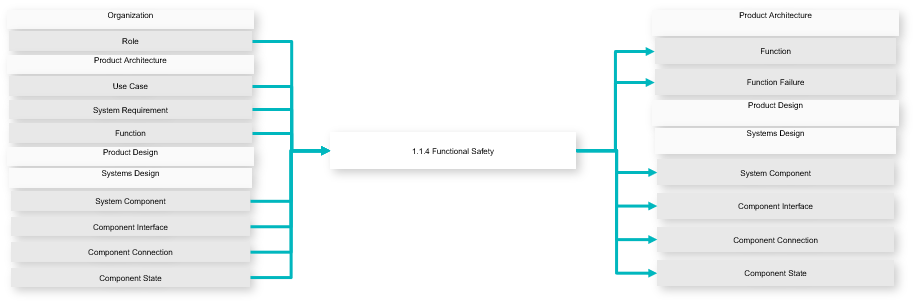 Organization
Role
Product Architecture
Use Case
System Requirement
Function
Product Design
Systems Design
System Component
Component Interface
Component Connection
Component State
1.1.4 Functional Safety
Product Architecture
Function
Function Failure
Product Design
Systems Design
System Component
Component Interface
Component Connection
Component State